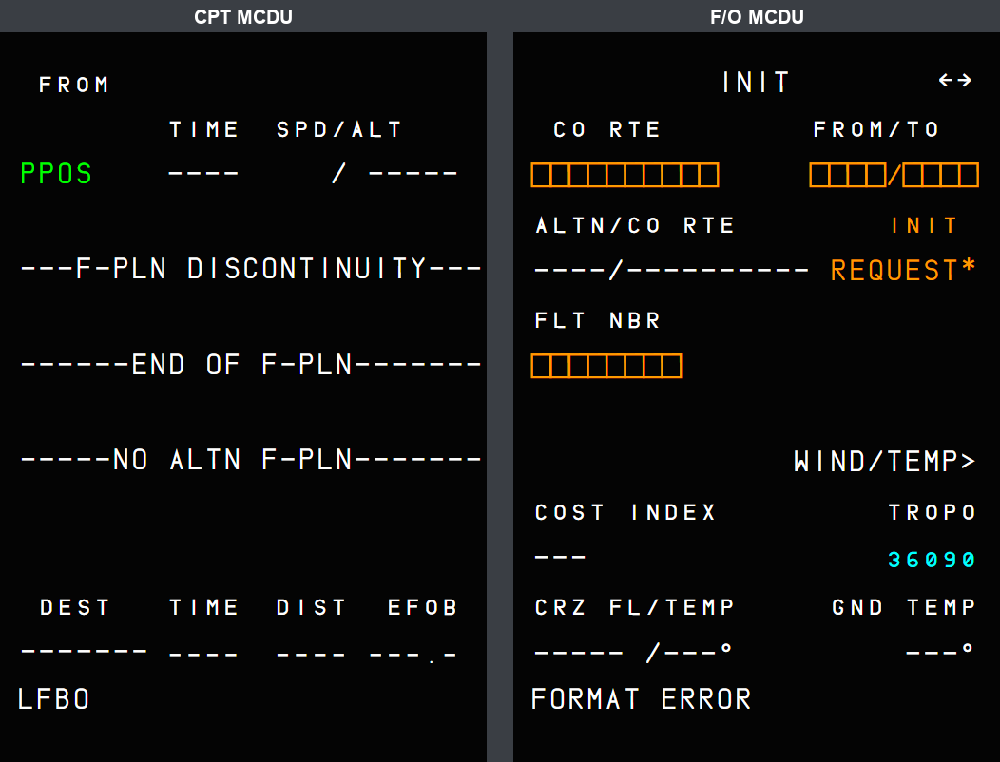 CPT MCDU
FROM
TIME SPD/ALT
PPOS ---- / -----
---F-PLN DISCONTINUITY---
------END OF F-PLN-------
-----NO ALTN F-PLN-------
DEST TIME DIST EFOB
------- ---- ---- ---.-
LFBO
F/O MCDU
INIT ←→
CO RTE FROM/TO
□□□□□□□□□□ □□□□/□□□□
ALTN/CO RTE INIT
----/---------- REQUEST*
FLT NBR
□□□□□□□□
WIND/TEMP>
COST INDEX TROPO
--- 36090
CRZ FL/TEMP GND TEMP
----- /---° ---°
FORMAT ERROR